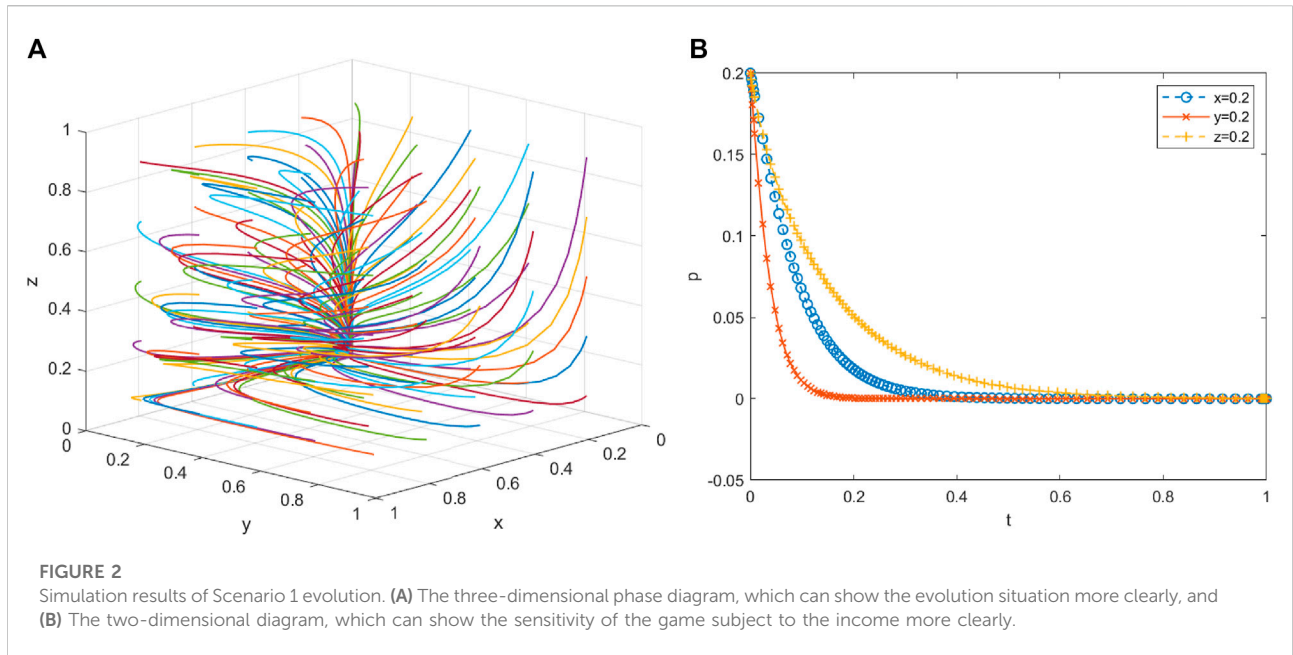 A
1
0.8
0.6
z
0.4
0.2
0
0
0.2
0.4
0.6
0.8
1
y
1
0.8
0.6
0.4
0.2
0
x
B
0.2
0.15
0.1
p
0.05
0
-0.05
0
0.2
0.4
0.6
0.8
1
t
x=0.2
y=0.2
z=0.2
FIGURE 2
Simulation results of Scenario 1 evolution. (A) The three-dimensional phase diagram, which can show the evolution situation more clearly, and
(B) The two-dimensional diagram, which can show the sensitivity of the game subject to the income more clearly.